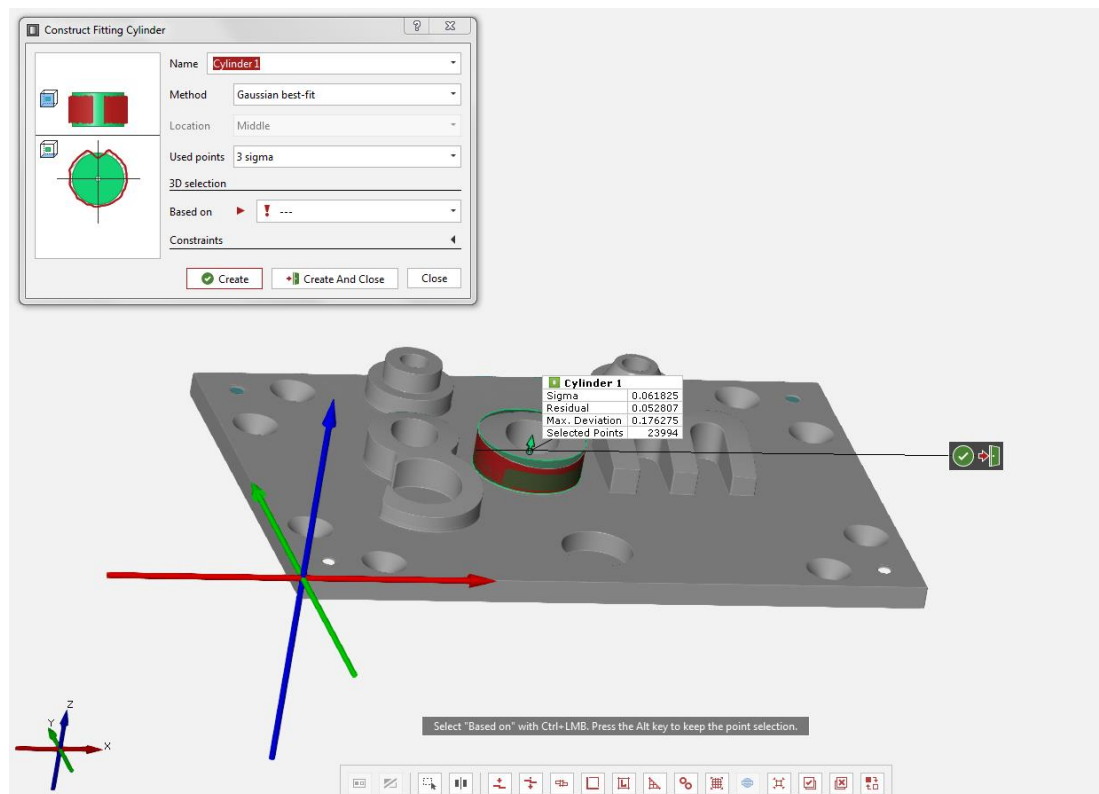 Construct Fitting Cylinder
Name Cylinder 1
Method Gaussian best-fit
Location Middle
Used points 3 sigma
3D selection
Based on ! ---
Constraints
Create Create And Close Close
Cylinder 1
Sigma 0.061825
Residual 0.052807
Max. Deviation 0.176275
Selected Points 23994
Z
Y
X
Select "Based on" with Ctrl+LMB. Press the Alt key to keep the point selection.